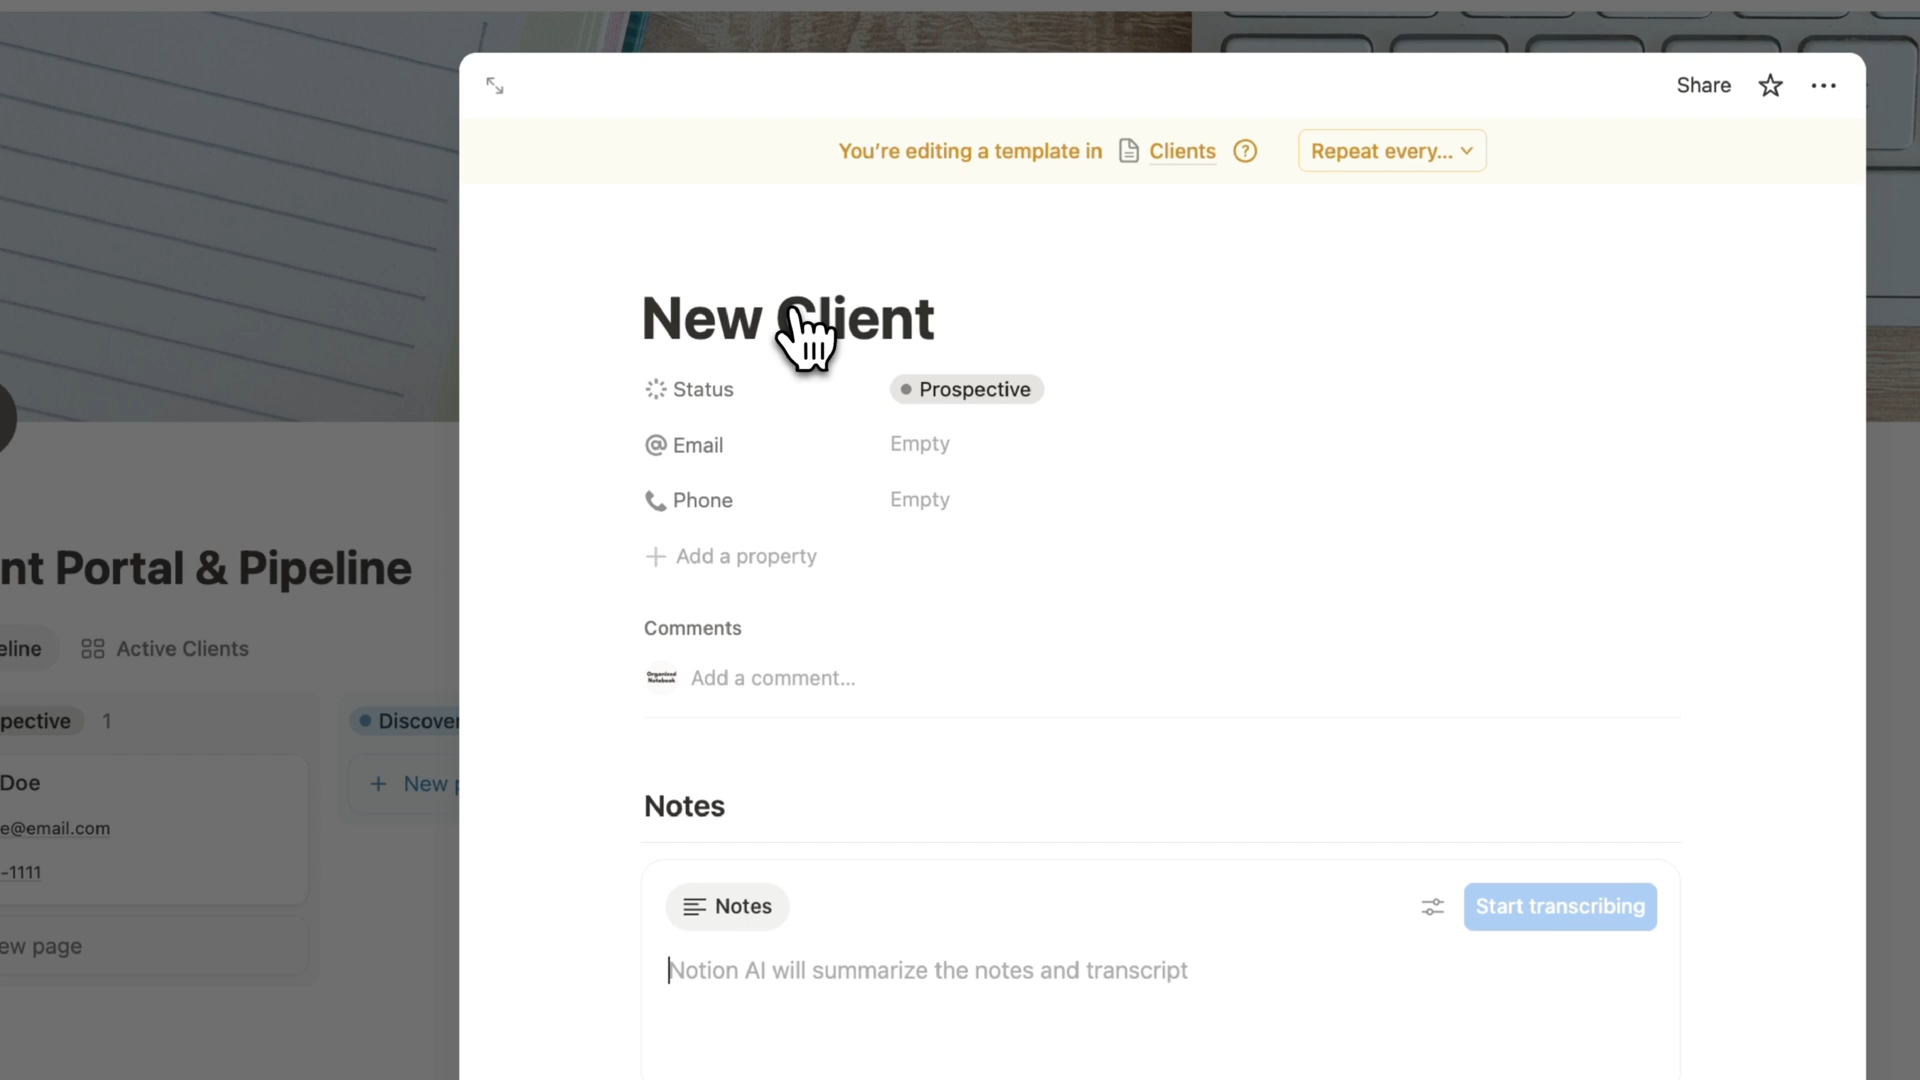 Share
You're editing a template in Clients
Repeat every...
New Client
Status Prospective
Email Empty
Phone Empty
Add a property
Comments
Organized Notebook
Add a comment...
Notes
Notes
Start transcribing
Notion AI will summarize the notes and transcript
nt Portal & Pipeline
eline Active Clients
pective 1
Discover
Doe
New p
e@email.com
-1111
ew page